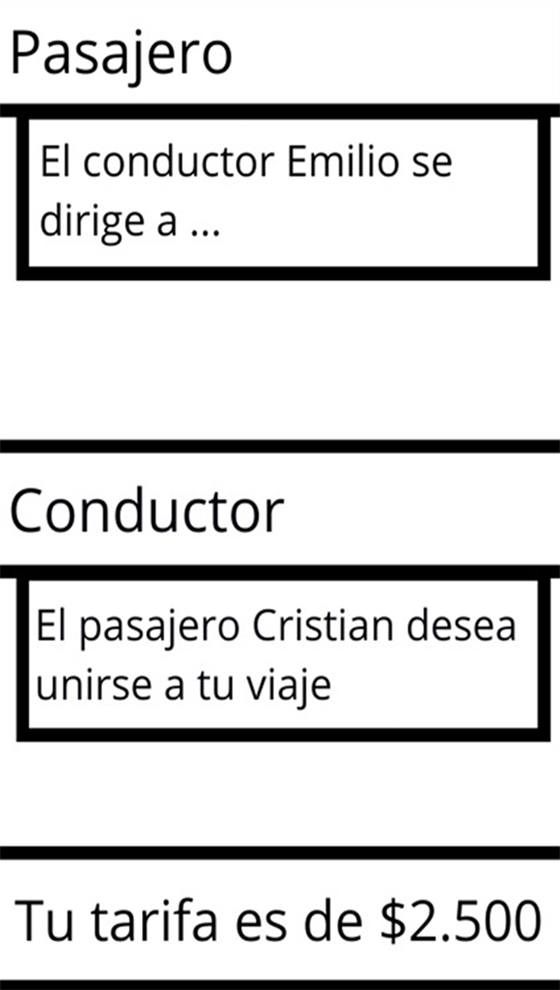 Pasajero
El conductor Emilio se
dirige a ...
Conductor
El pasajero Cristian desea
unirse a tu viaje
Tu tarifa es de $2.500